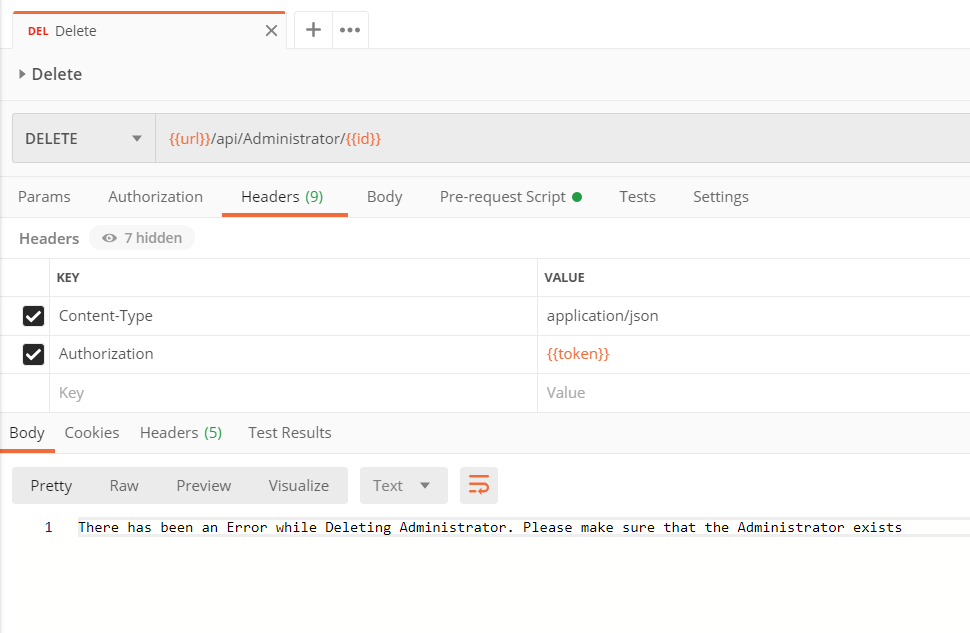 DEL Delete
Delete
DELETE {{url}}/api/Administrator/{{id}}
Params Authorization Headers (9) Body Pre-request Script Tests Settings
Headers 7 hidden
KEY VALUE
Content-Type application/json
Authorization {{token}}
Key Value
Body Cookies Headers (5) Test Results
Pretty Raw Preview Visualize Text
1 There has been an Error while Deleting Administrator. Please make sure that the Administrator exists